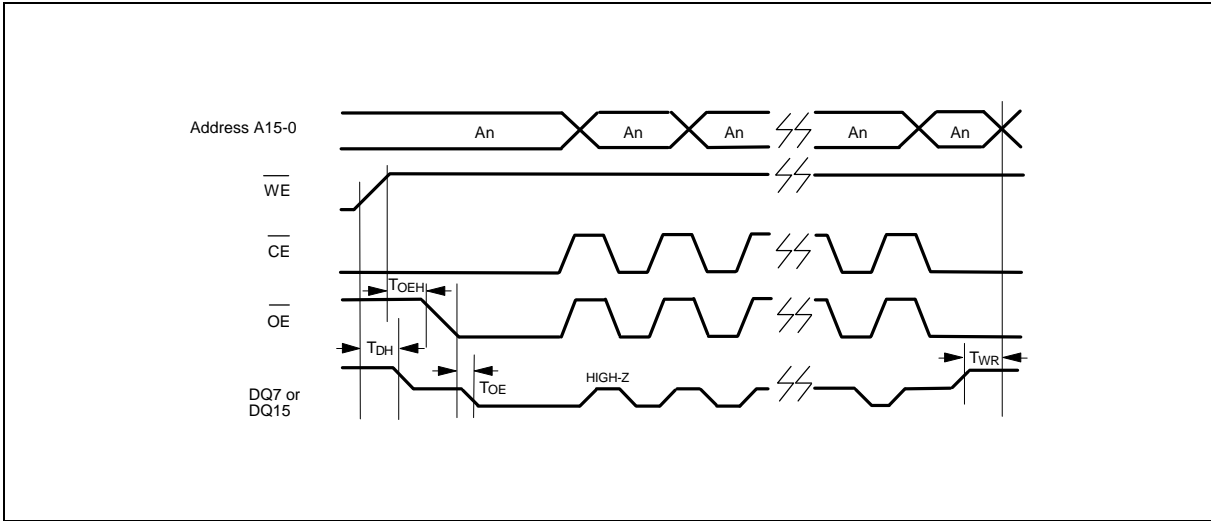 Address A15-0
An An An An An
WE
CE
TOEH
OE
TDH
TWR
HIGH-Z
TOE
DQ7 or
DQ15